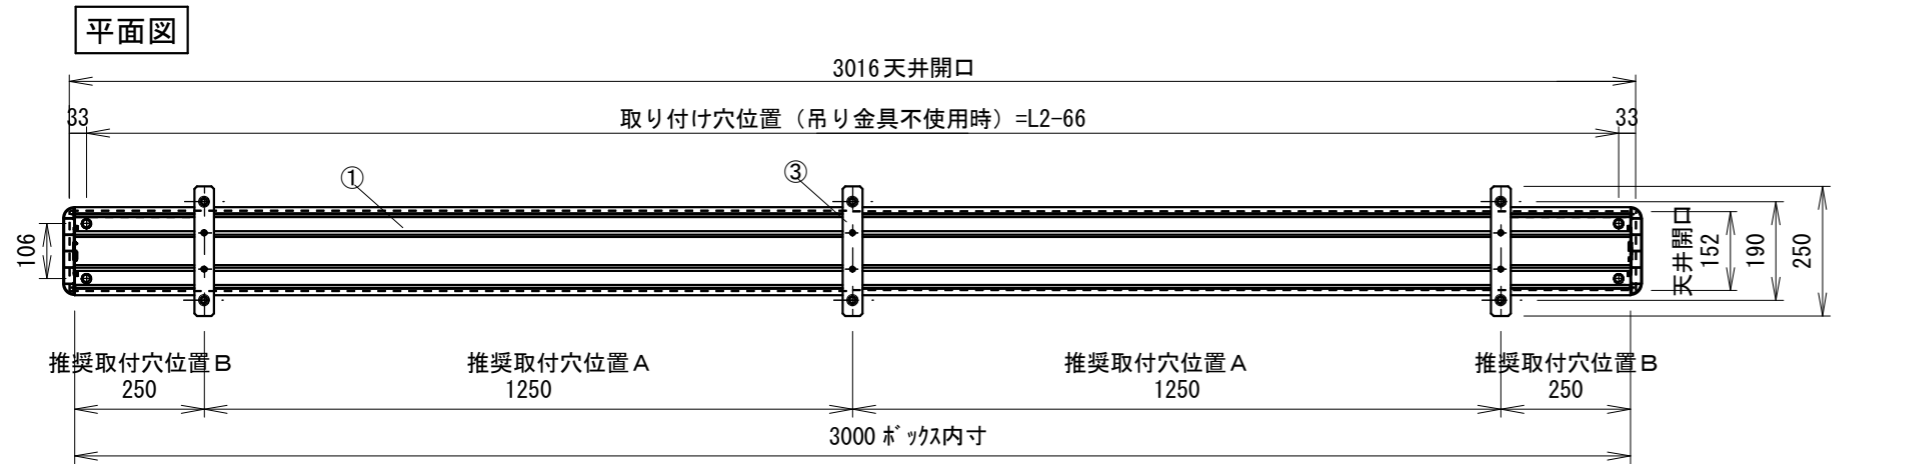 平面図
3016天井開口
33
取り付け穴位置（吊り金具不使用時）=L2-66
33
①
③
106
天井開口
152
190
250
推奨取付穴位置B
250
推奨取付穴位置A
1250
推奨取付穴位置A
1250
推奨取付穴位置B
250
3000 ﾎﾞｯｸｽ内寸